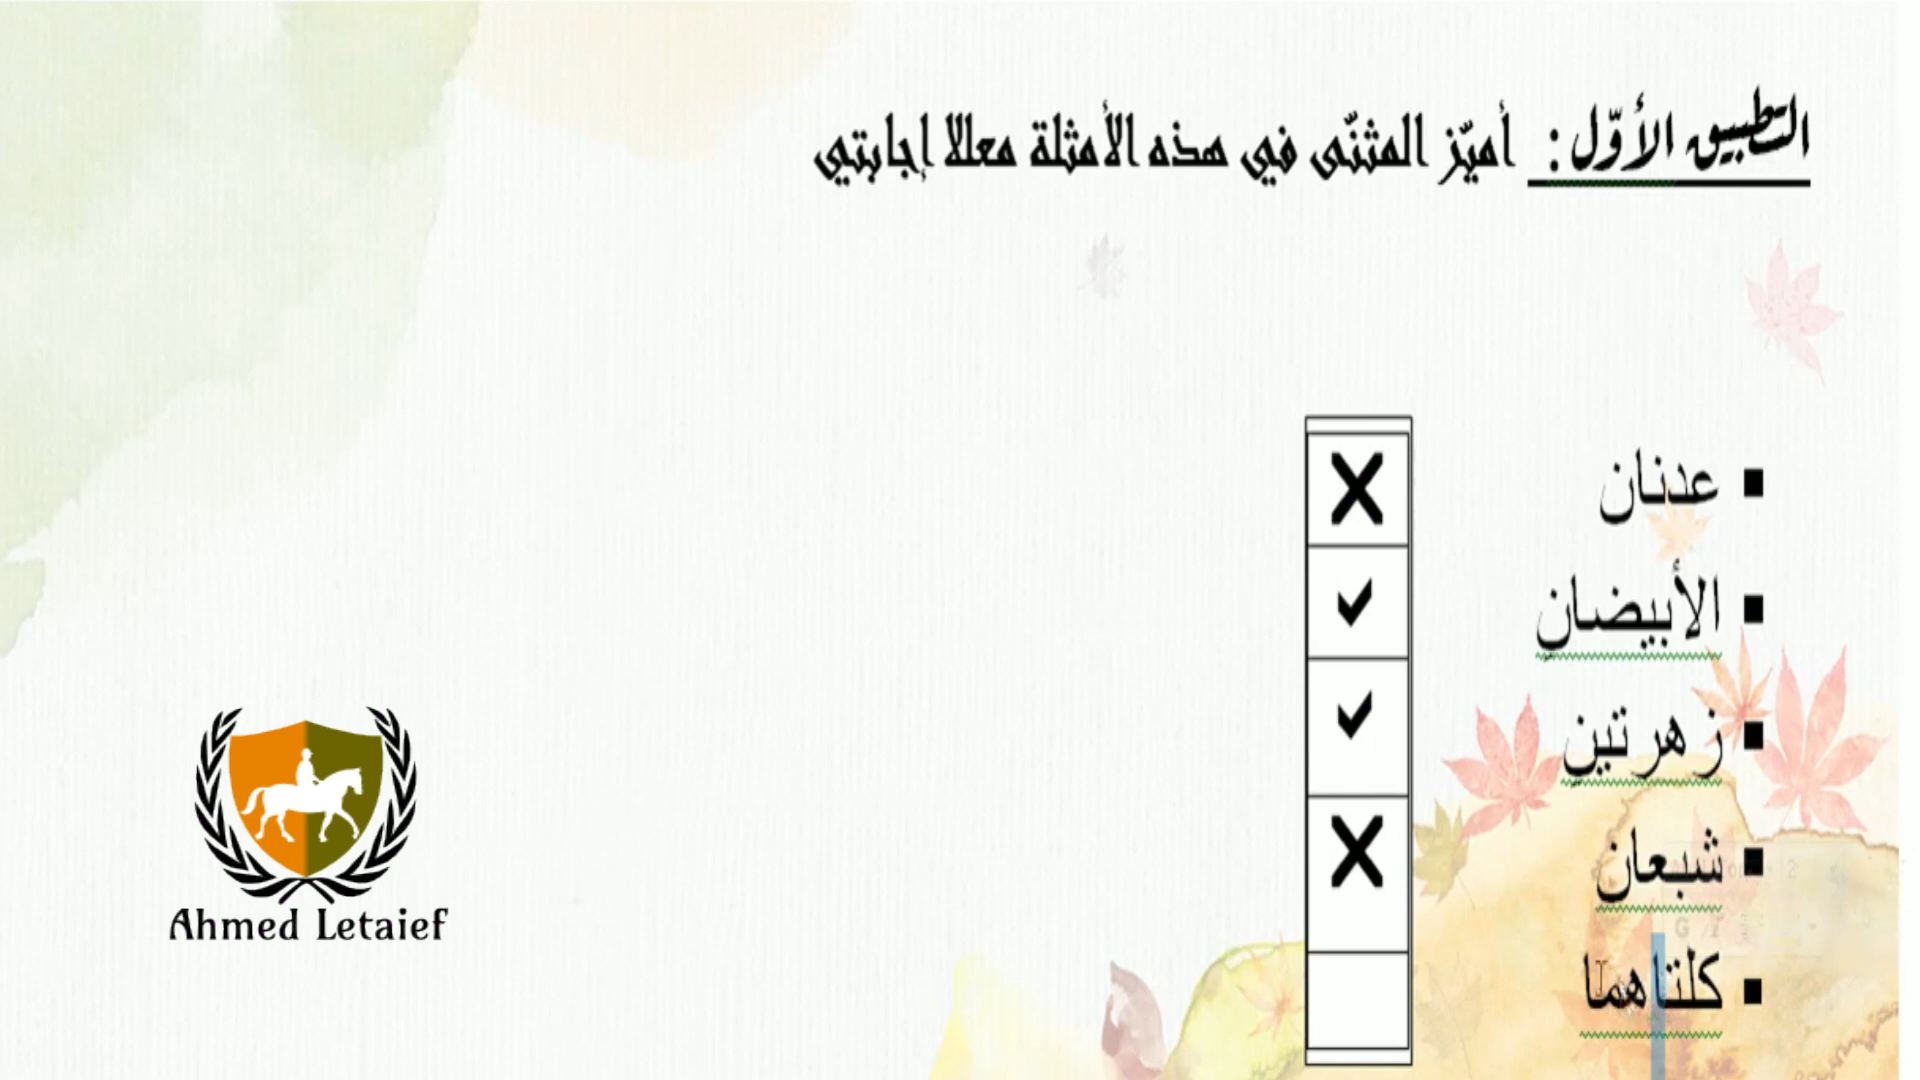 التطبيق الأوّل : أميّز المثنّى في هذه الأمثلة معللا إجابتي
عدنان
الأبيضانِ
زهرتينِ
شبعان
كلتاهما
Ahmed Letaief